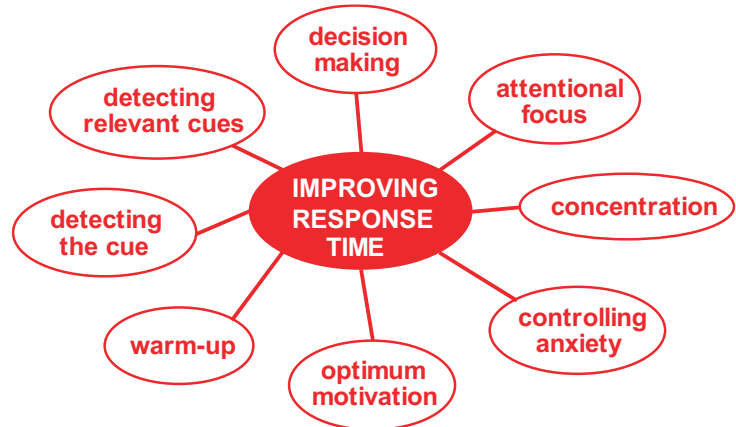 decision
making
detecting
relevant cues
attentional
focus
IMPROVING
RESPONSE
TIME
detecting
the cue
concentration
warm-up
controlling
anxiety
optimum
motivation